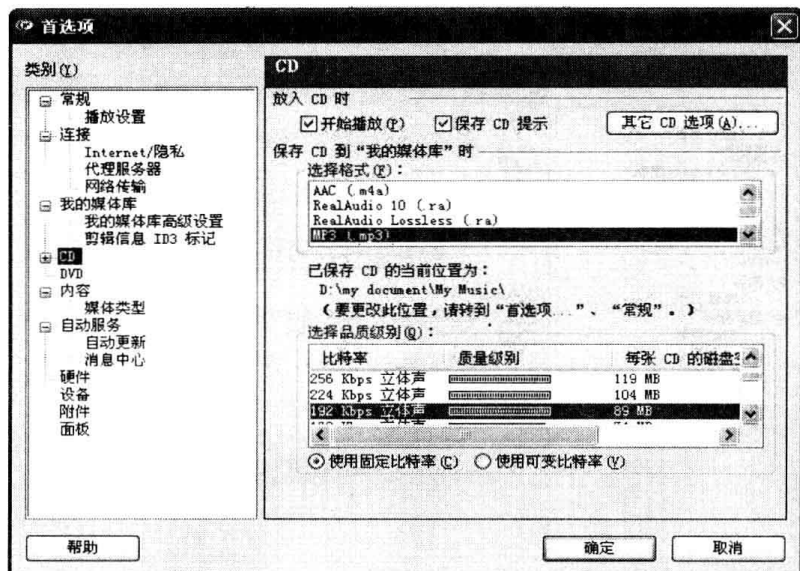 首选项
类别(Y)
常规
播放设置
连接
Internet/隐私
代理服务器
网络传输
我的媒体库
我的媒体库高级设置
剪辑信息 ID3 标记
CD
DVD
内容
媒体类型
自动服务
自动更新
消息中心
硬件
设备
附件
面板
CD
放入 CD 时
开始播放(P) 保存 CD 提示 其它 CD 选项(A)...
保存 CD 到“我的媒体库”时
选择格式(F):
AAC (.m4a)
RealAudio 10 (.ra)
RealAudio Lossless (.ra)
MP3 (.mp3)
已保存 CD 的当前位置为:
D:\my document\My Music\
(要更改此位置,请转到“首选项...”、“常规”。)
选择品质级别(Q):
比特率 质量级别 每张 CD 的磁盘
256 Kbps 立体声 119 MB
224 Kbps 立体声 104 MB
192 Kbps 立体声 89 MB
使用固定比特率(C) 使用可变比特率(V)
帮助 确定 取消